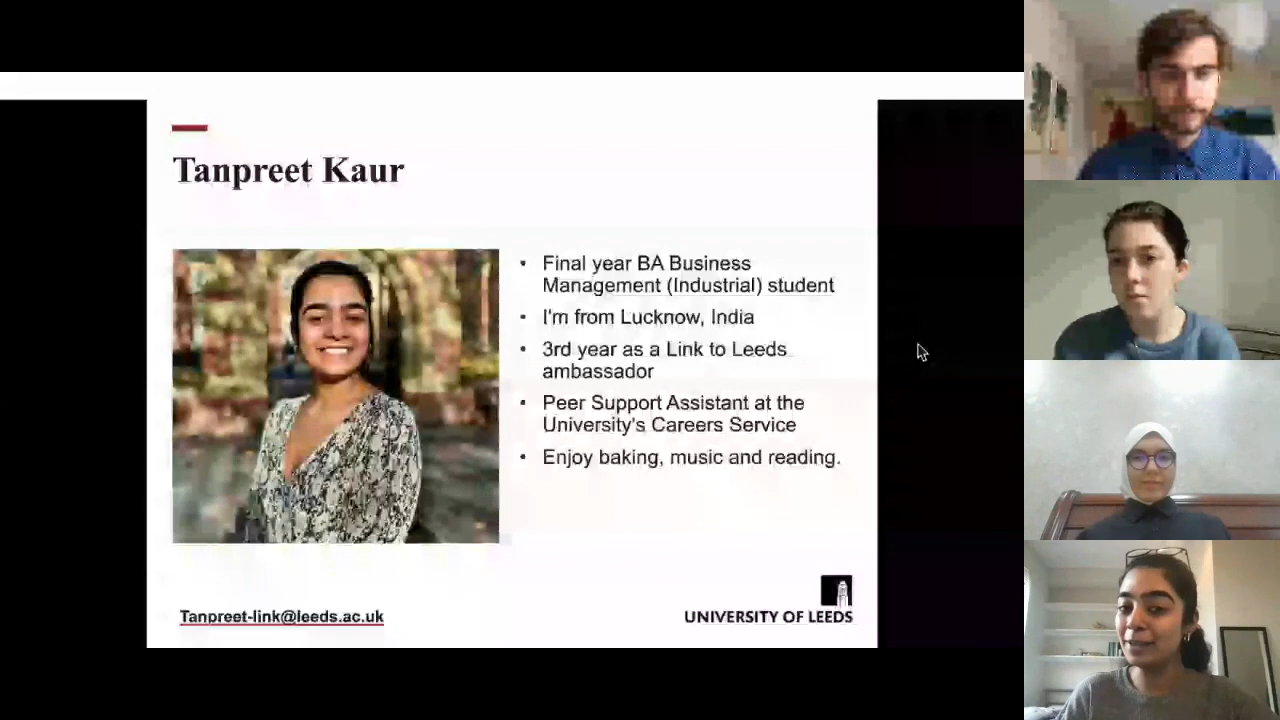 Tanpreet Kaur
• Final year BA Business
Management (Industrial) student
• I'm from Lucknow, India
• 3rd year as a Link to Leeds
ambassador
• Peer Support Assistant at the
University's Careers Service
• Enjoy baking, music and reading.
Tanpreet-link@leeds.ac.uk
UNIVERSITY OF LEEDS